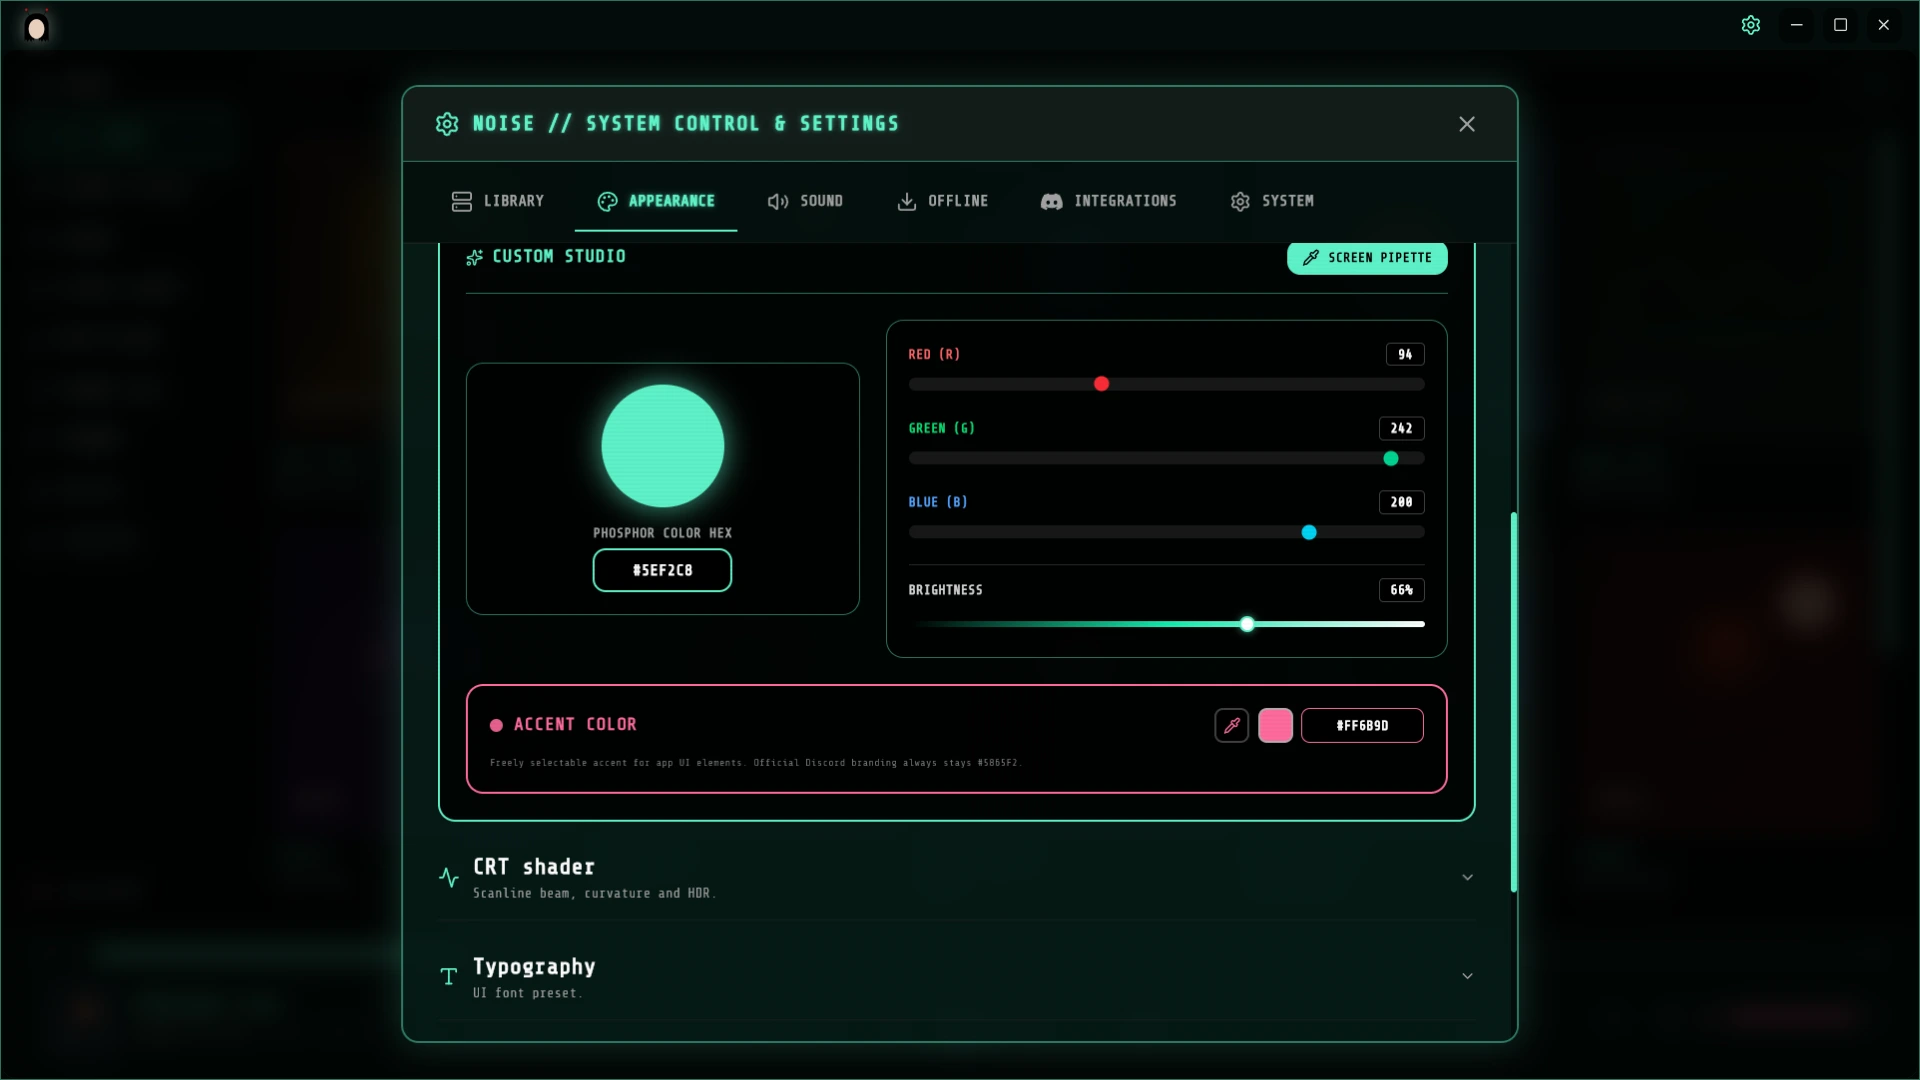 NOISE // SYSTEM CONTROL & SETTINGS
LIBRARY
APPEARANCE
SOUND
OFFLINE
INTEGRATIONS
SYSTEM
CUSTOM STUDIO
SCREEN PIPETTE
RED (R)
94
GREEN (G)
242
BLUE (B)
200
PHOSPHOR COLOR HEX
#5EF2C8
BRIGHTNESS
66%
ACCENT COLOR
#FF6B9D
Freely selectable accent for app UI elements. Official Discord branding always stays #5865F2.
CRT shader
Scanline beam, curvature and HDR.
Typography
UI font preset.